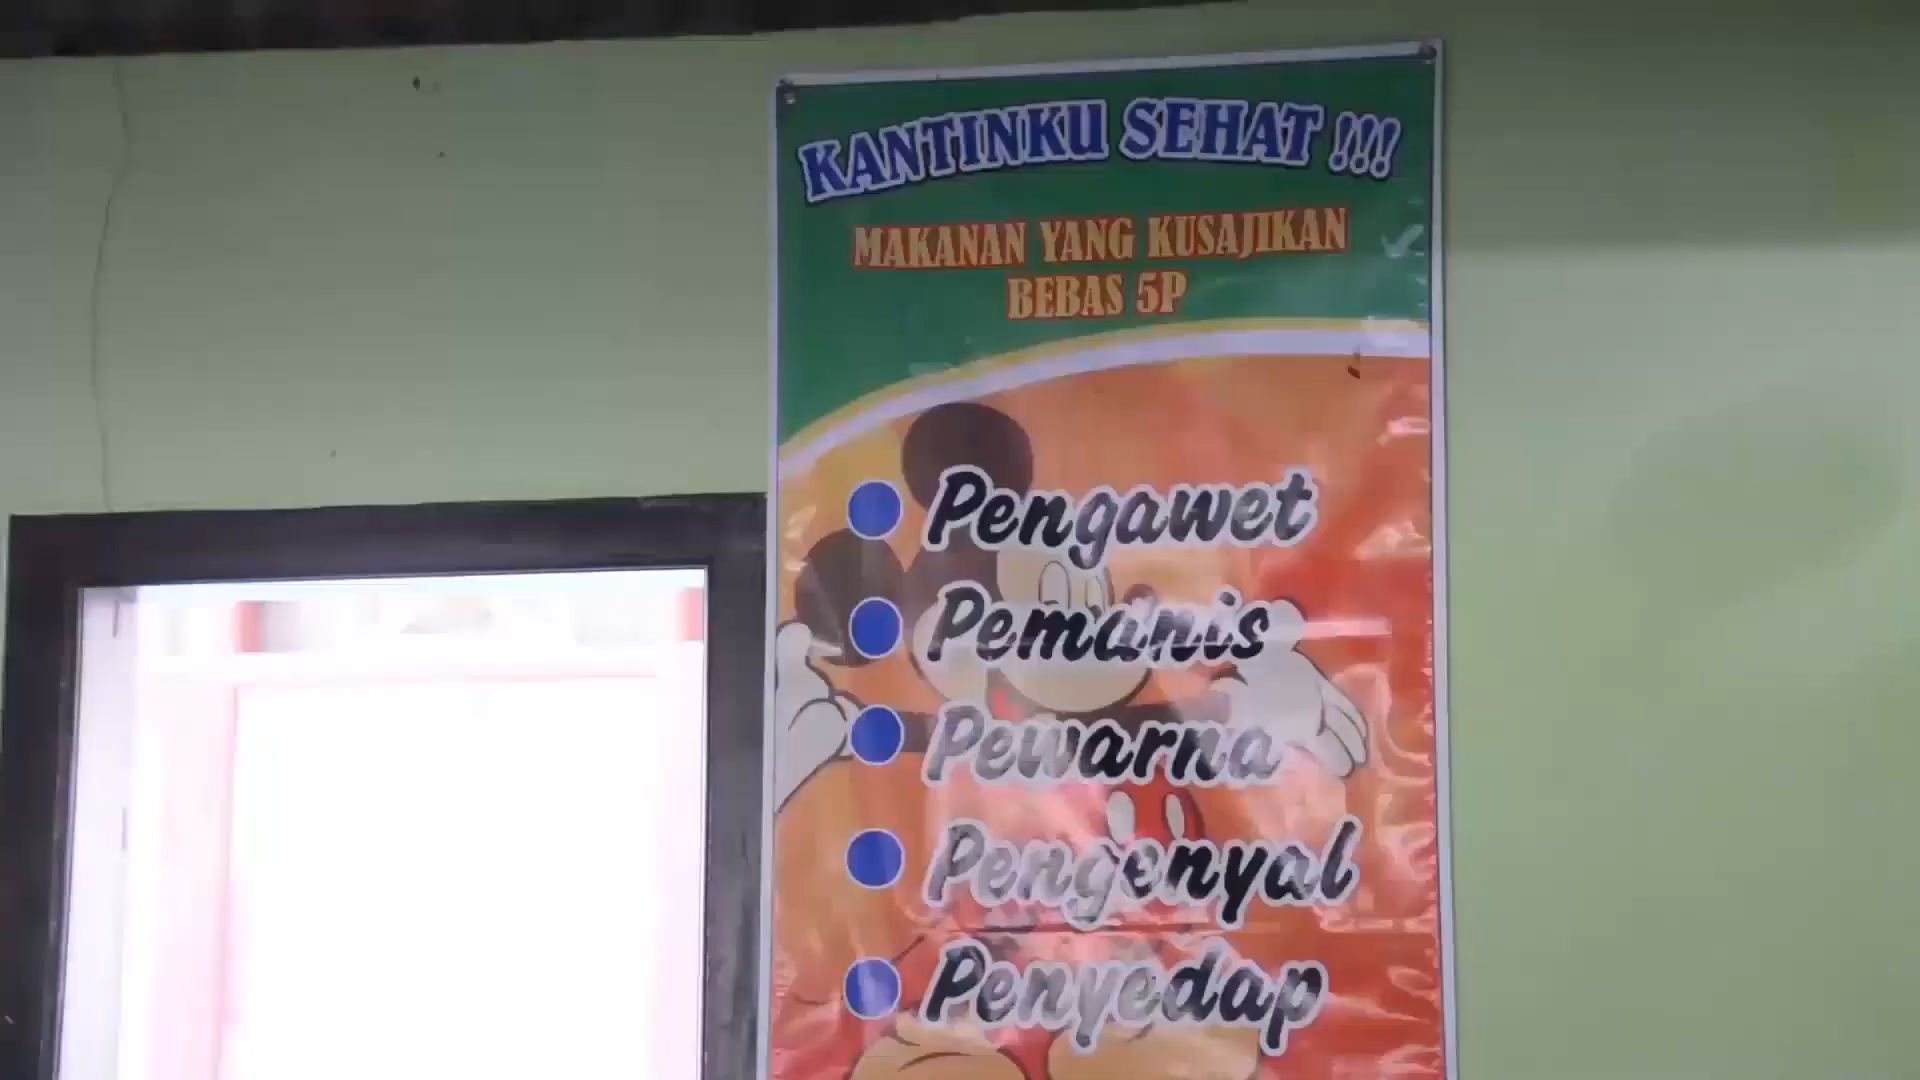 KANTINKU SEHAT !!!
MAKANAN YANG KUSAJIKAN
BEBAS 5P
Pengawet
Pemanis
Pewarna
Pengenyal
Penyedap